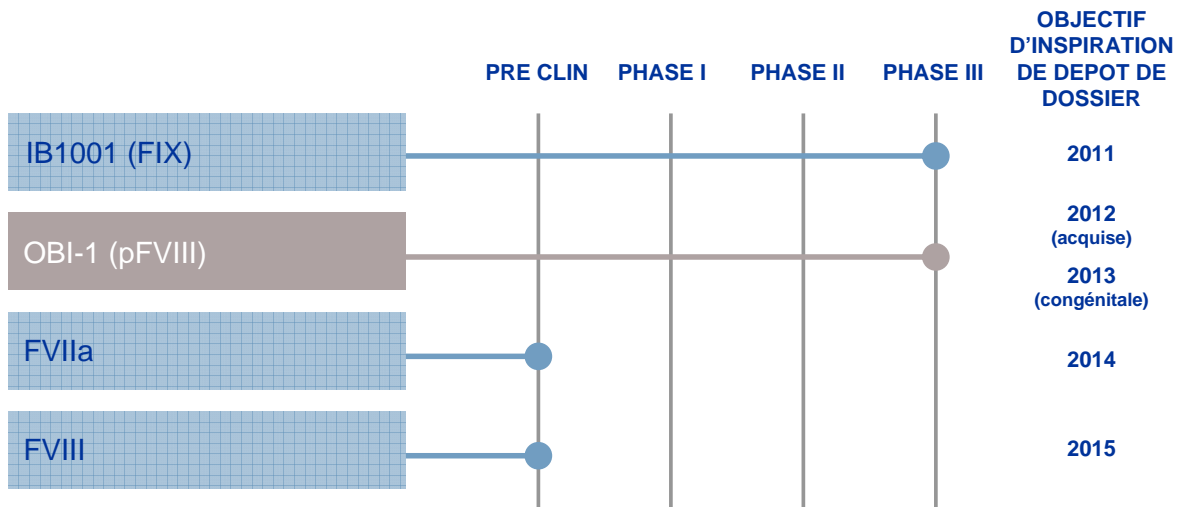 OBJECTIF
D'INSPIRATION
DE DEPOT DE
DOSSIER
PRE CLIN PHASE I PHASE II PHASE III
IB1001 (FIX)
2011
OBI-1 (pFVIII)
2012
(acquise)
2013
(congénitale)
FVIIa
2014
FVIII
2015